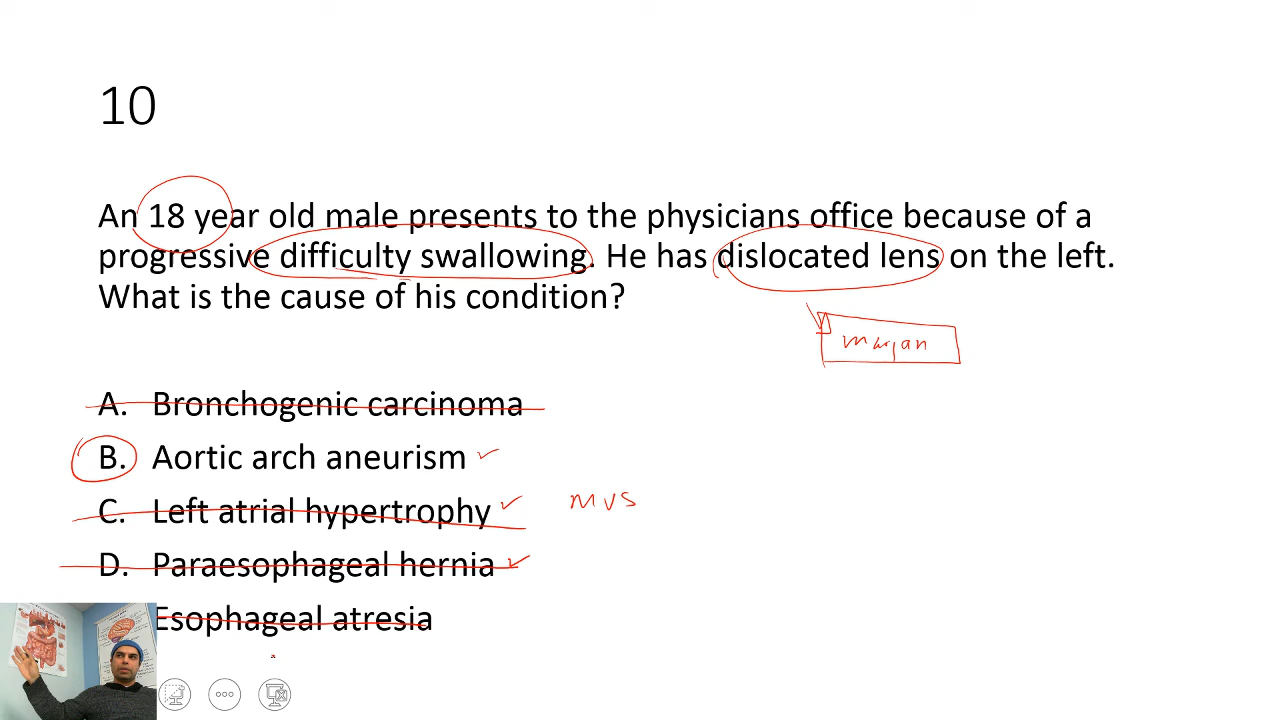 10
An 18 year old male presents to the physicians office because of a
progressive difficulty swallowing. He has dislocated lens on the left.
What is the cause of his condition?
marfan
A. Bronchogenic carcinoma
B. Aortic arch aneurism
C. Left atrial hypertrophy
MVS
D. Paraesophageal hernia
Esophageal atresia